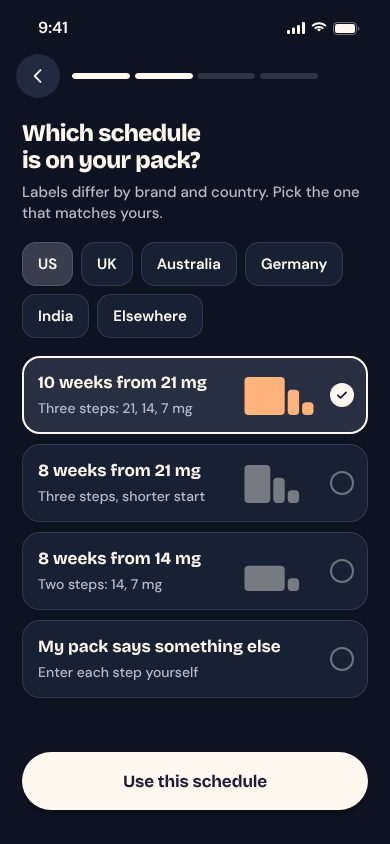 9:41
Which schedule
is on your pack?
Labels differ by brand and country. Pick the one
that matches yours.
US
UK
Australia
Germany
India
Elsewhere
10 weeks from 21 mg
Three steps: 21, 14, 7 mg
8 weeks from 21 mg
Three steps, shorter start
8 weeks from 14 mg
Two steps: 14, 7 mg
My pack says something else
Enter each step yourself
Use this schedule